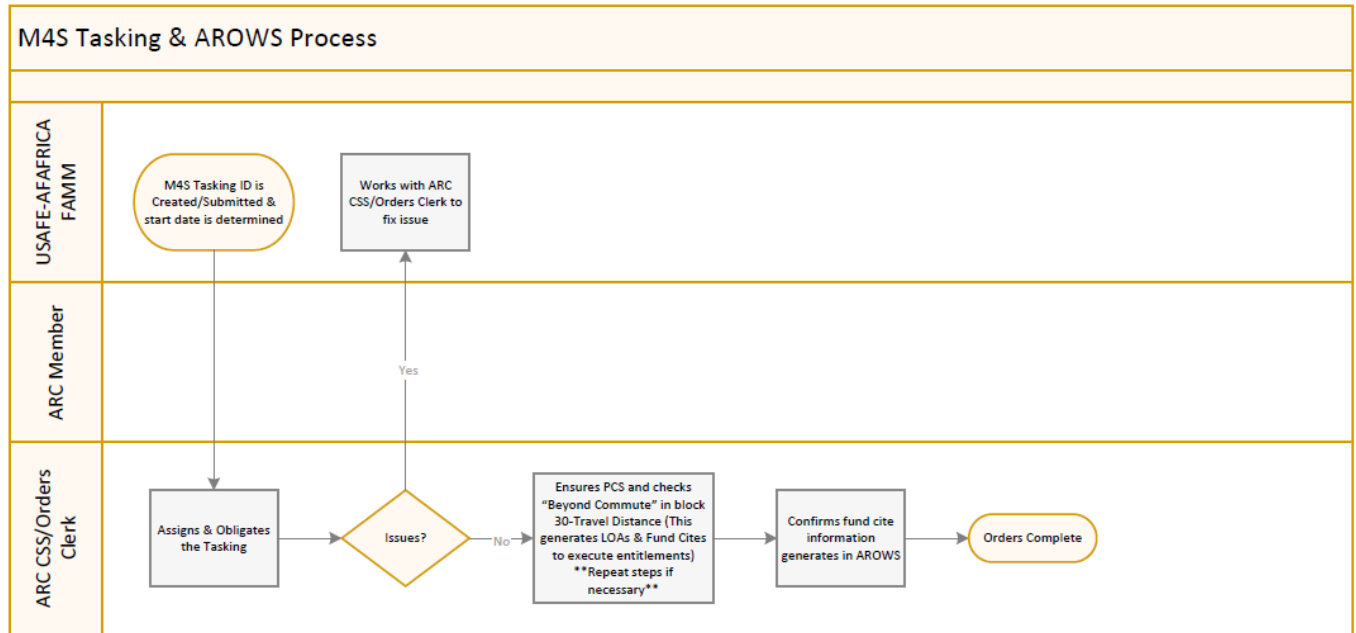 M4S Tasking & AROWS Process
USAFE-AFAFRICA
FAMM
M4S Tasking ID is
Created/Submitted &
start date is determined
Works with ARC
CSS/Orders Clerk to
fix issue
ARC Member
Yes
ARC CSS/Orders
Clerk
Assigns & Obligates
the Tasking
Issues?
No
Ensures PCS and checks
“Beyond Commute” in block
30-Travel Distance (This
generates LOAs & Fund Cites
to execute entitlements)
**Repeat steps if
necessary**
Confirms fund cite
information
generates in AROWS
Orders Complete